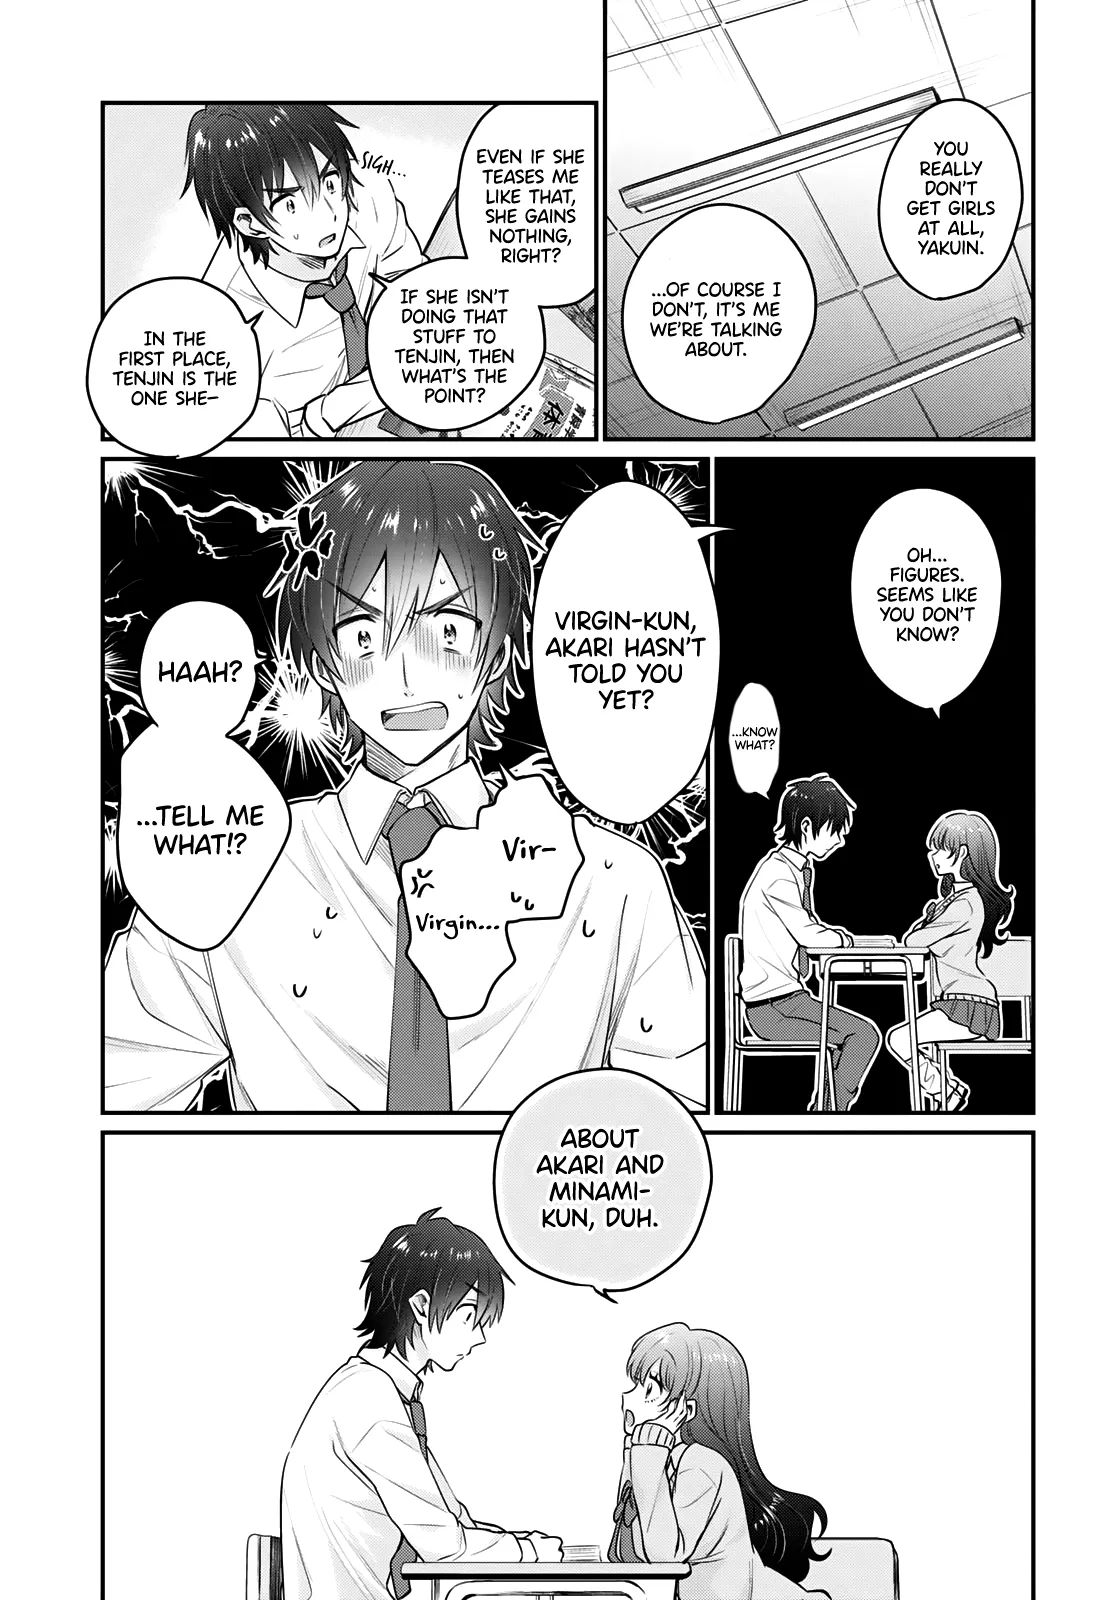 YOU
REALLY
DON'T
GET GIRLS
AT ALL,
YAKUIN.
...OF COURSE I
DON'T, IT'S ME
WE'RE TALKING
ABOUT.
SIGH...
EVEN IF SHE
TEASES ME
LIKE THAT,
SHE GAINS
NOTHING,
RIGHT?
IF SHE ISN'T
DOING THAT
STUFF TO
TENJIN, THEN
WHAT'S THE
POINT?
IN THE
FIRST PLACE,
TENJIN IS THE
ONE SHE-
OH...
FIGURES.
SEEMS LIKE
YOU DON'T
KNOW?
...KNOW
WHAT?
VIRGIN-KUN,
AKARI HASN'T
TOLD YOU
YET?
Vir-
Virgin...
HAAH?
...TELL ME
WHAT!?
ABOUT
AKARI AND
MINAMI-
KUN, DUH.